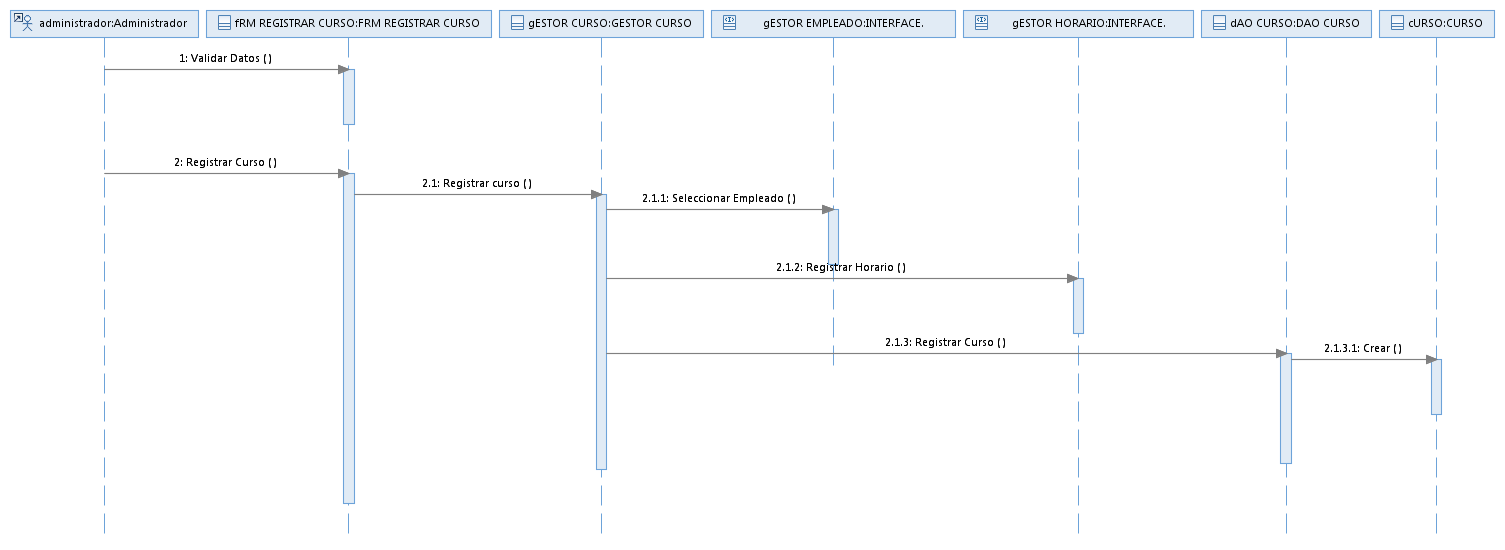 administrador:Administrador
fRM REGISTRAR CURSO:FRM REGISTRAR CURSO
gESTOR CURSO:GESTOR CURSO
gESTOR EMPLEADO:INTERFACE.
gESTOR HORARIO:INTERFACE.
dAO CURSO:DAO CURSO
cURSO:CURSO
1: Validar Datos ( )
2: Registrar Curso ( )
2.1: Registrar curso ( )
2.1.1: Seleccionar Empleado ( )
2.1.2: Registrar Horario ( )
2.1.3: Registrar Curso ( )
2.1.3.1: Crear ( )